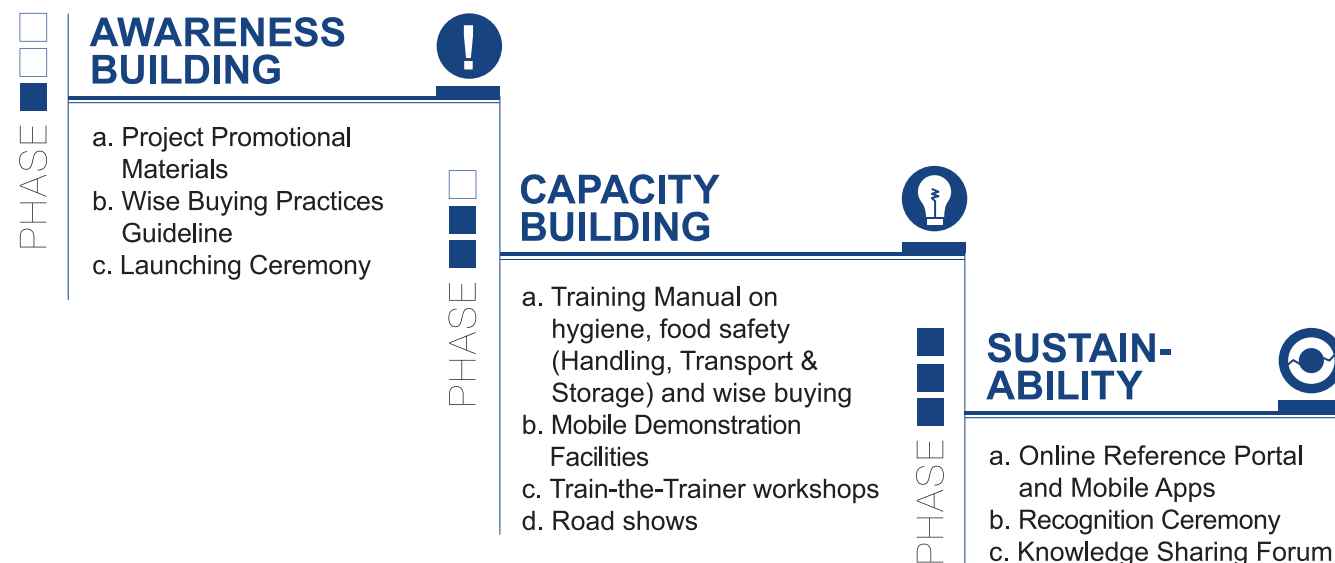 PHASE
AWARENESS
BUILDING
a. Project Promotional
Materials
b. Wise Buying Practices
Guideline
c. Launching Ceremony
PHASE
CAPACITY
BUILDING
a. Training Manual on
hygiene, food safety
(Handling, Transport &
Storage) and wise buying
b. Mobile Demonstration
Facilities
c. Train-the-Trainer workshops
d. Road shows
PHASE
SUSTAIN-
ABILITY
a. Online Reference Portal
and Mobile Apps
b. Recognition Ceremony
c. Knowledge Sharing Forum